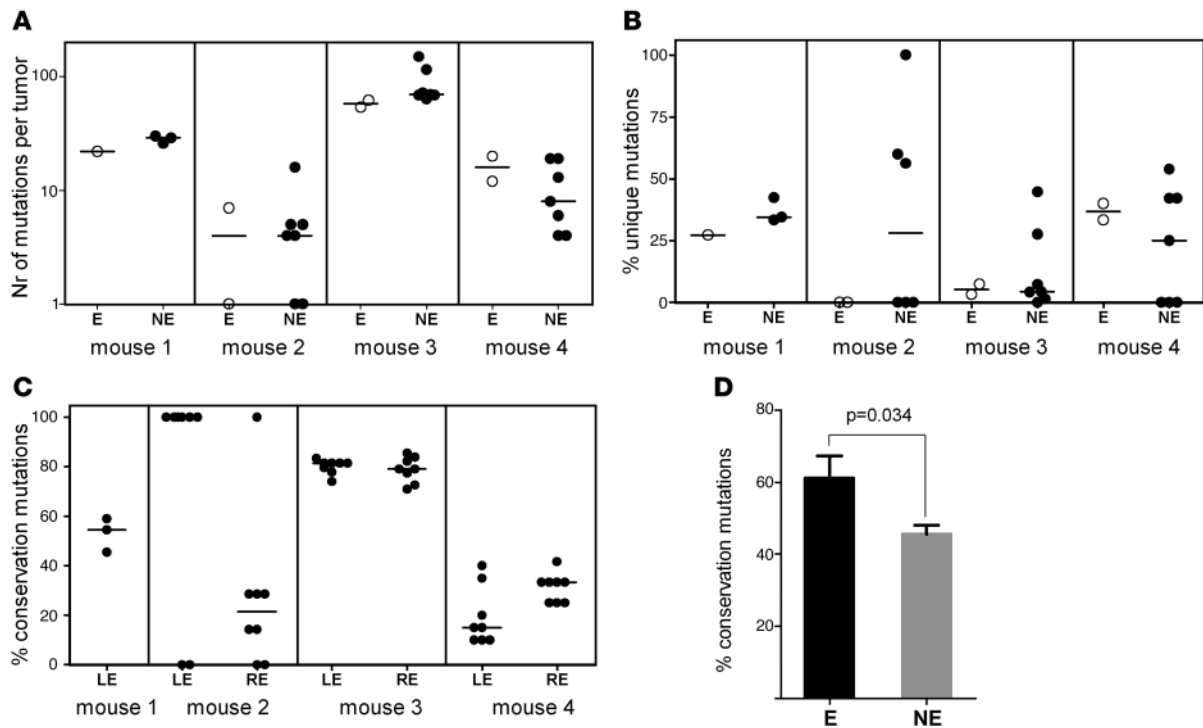 A
Nr of mutations per tumor
100
10
1
E NE E NE E NE E NE
mouse 1 mouse 2 mouse 3 mouse 4
B
% unique mutations
100
75
50
25
0
E NE E NE E NE E NE
mouse 1 mouse 2 mouse 3 mouse 4
C
% conservation mutations
100
80
60
40
20
0
LE LE RE LE RE LE RE
mouse 1 mouse 2 mouse 3 mouse 4
D
% conservation mutations
80
60
40
20
p=0.034
E NE